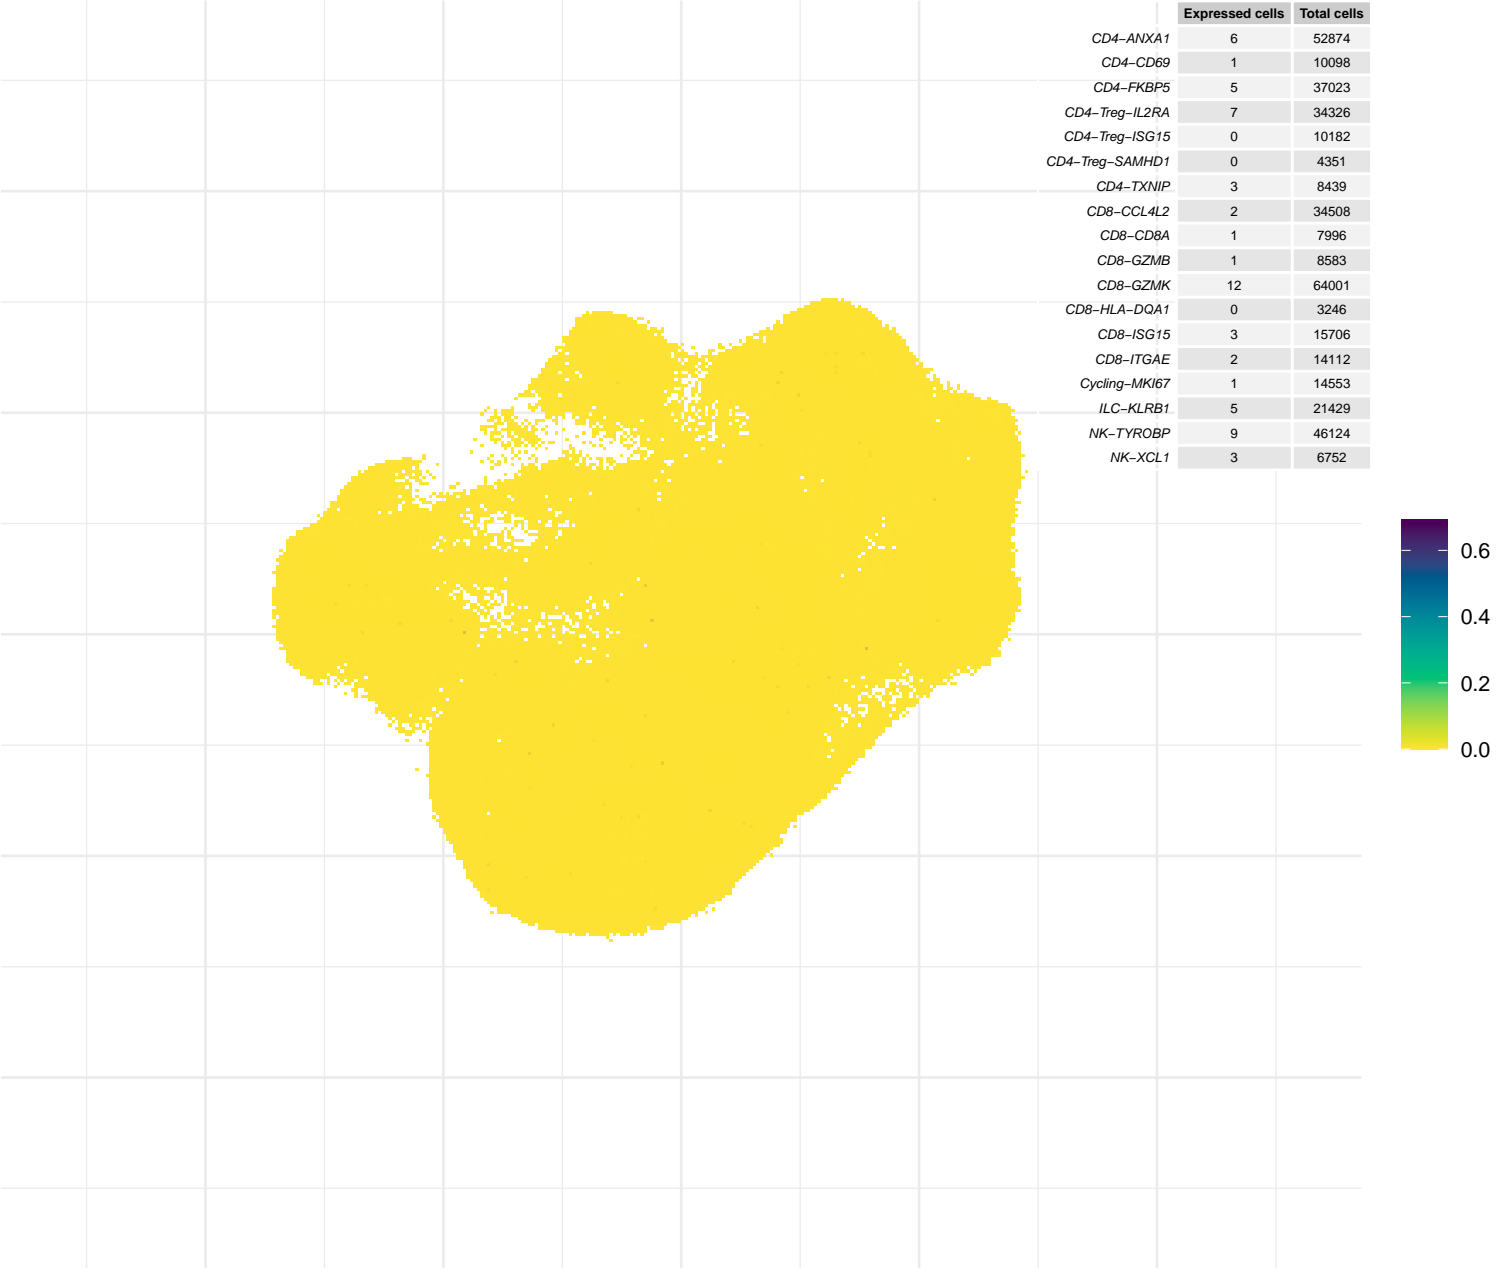 Expressed cells Total cells
CD4−ANXA1 6 52874
CD4−CD69 1 10098
CD4−FKBP5 5 37023
CD4−Treg−IL2RA 7 34326
CD4−Treg−ISG15 0 10182
CD4−Treg−SAMHD1 0 4351
CD4−TXNIP 3 8439
CD8−CCL4L2 2 34508
CD8−CD8A 1 7996
CD8−GZMB 1 8583
CD8−GZMK 12 64001
CD8−HLA−DQA1 0 3246
CD8−ISG15 3 15706
CD8−ITGAE 2 14112
Cycling−MKI67 1 14553
ILC−KLRB1 5 21429
NK−TYROBP 9 46124
NK−XCL1 3 6752
0.6
0.4
0.2
0.0